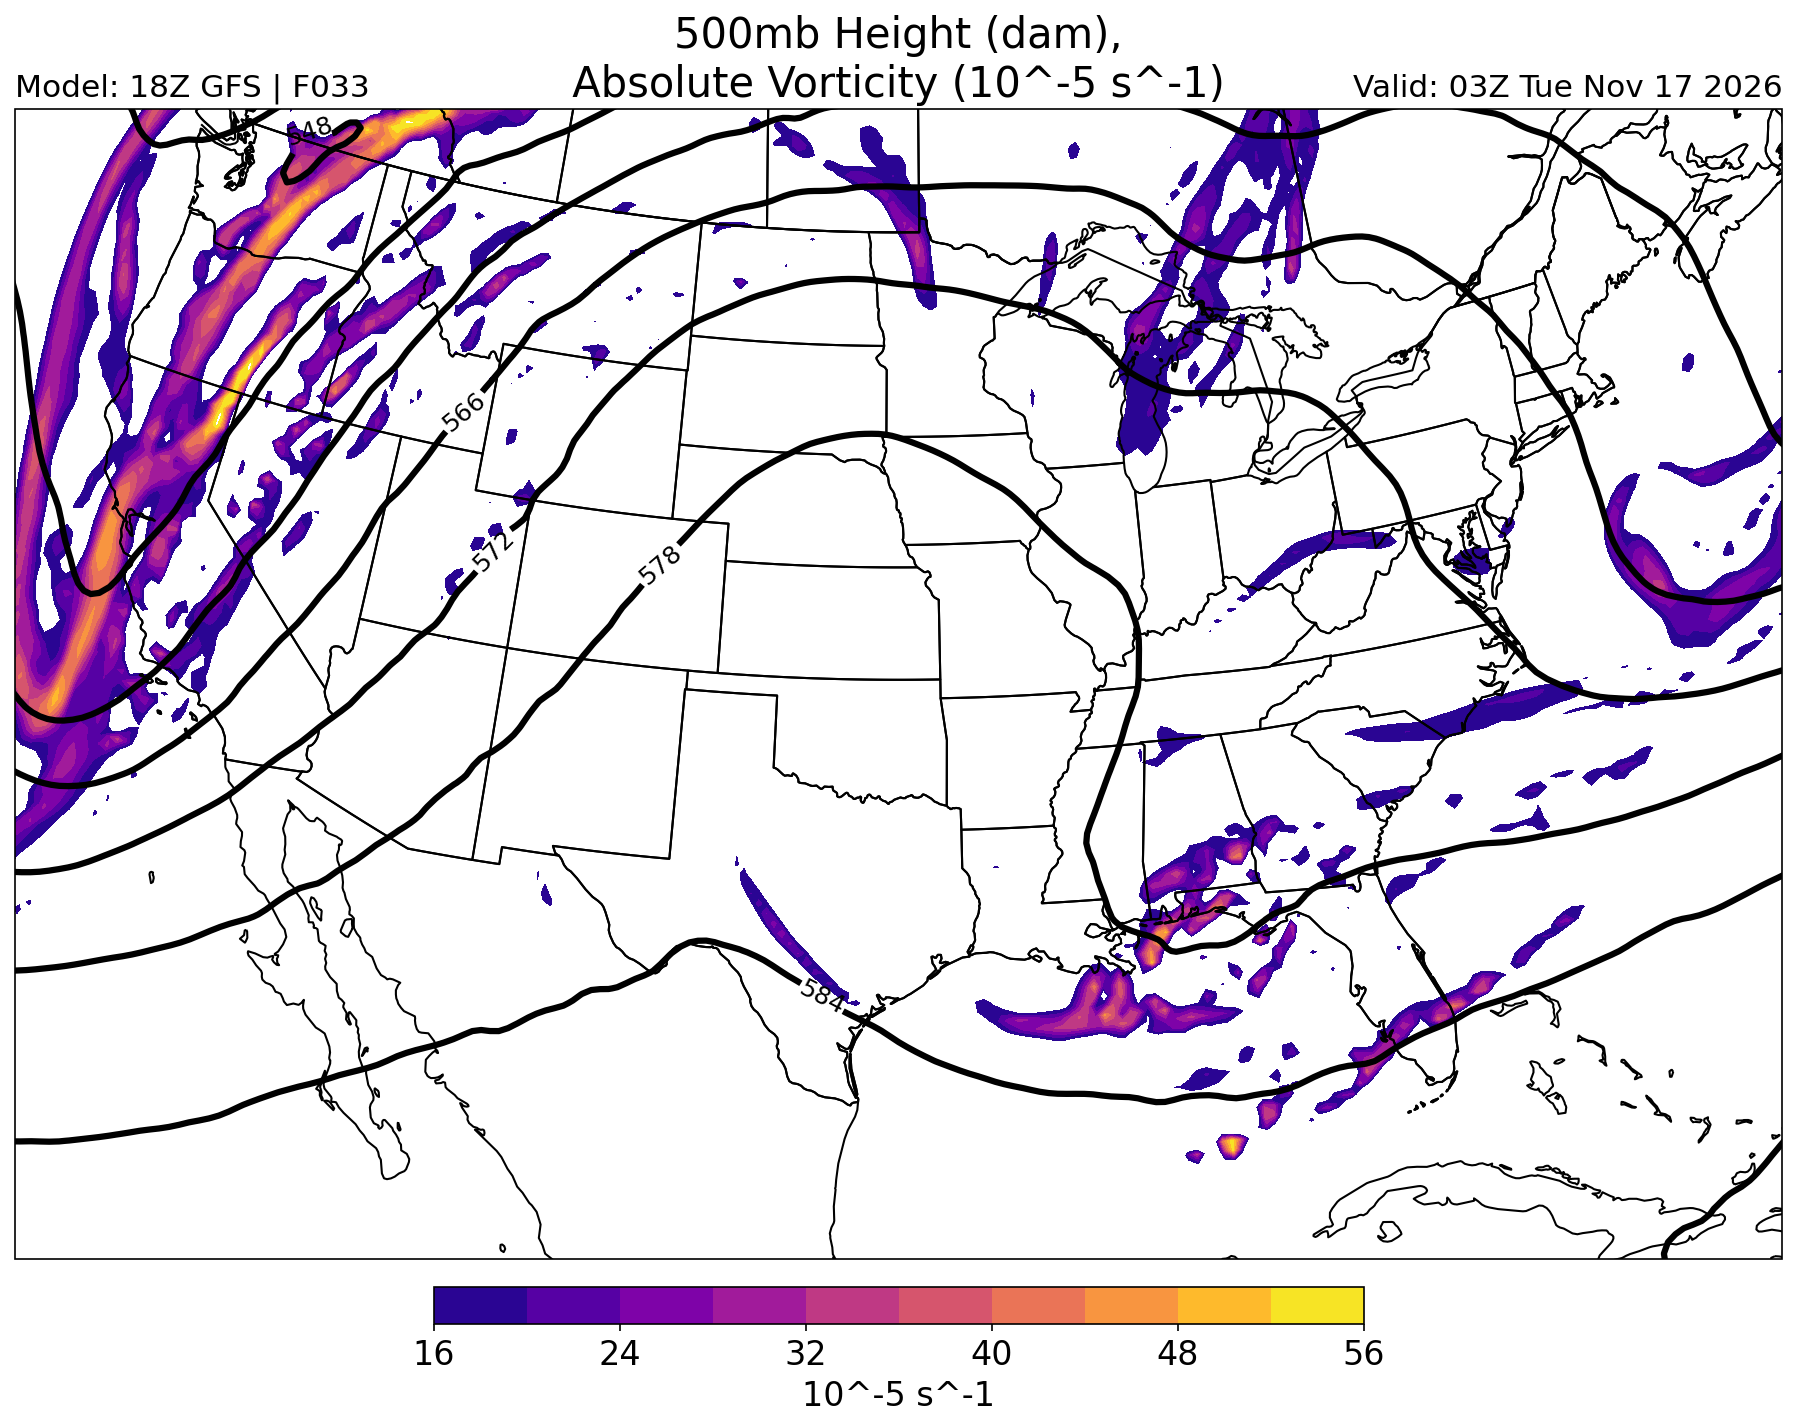 500mb Height (dam),
Model: 18Z GFS | F033
Absolute Vorticity (10^-5 s^-1)
Valid: 03Z Tue Nov 17 2026
548
566
572
578
584
16 24 32 40 48 56
10^-5 s^-1